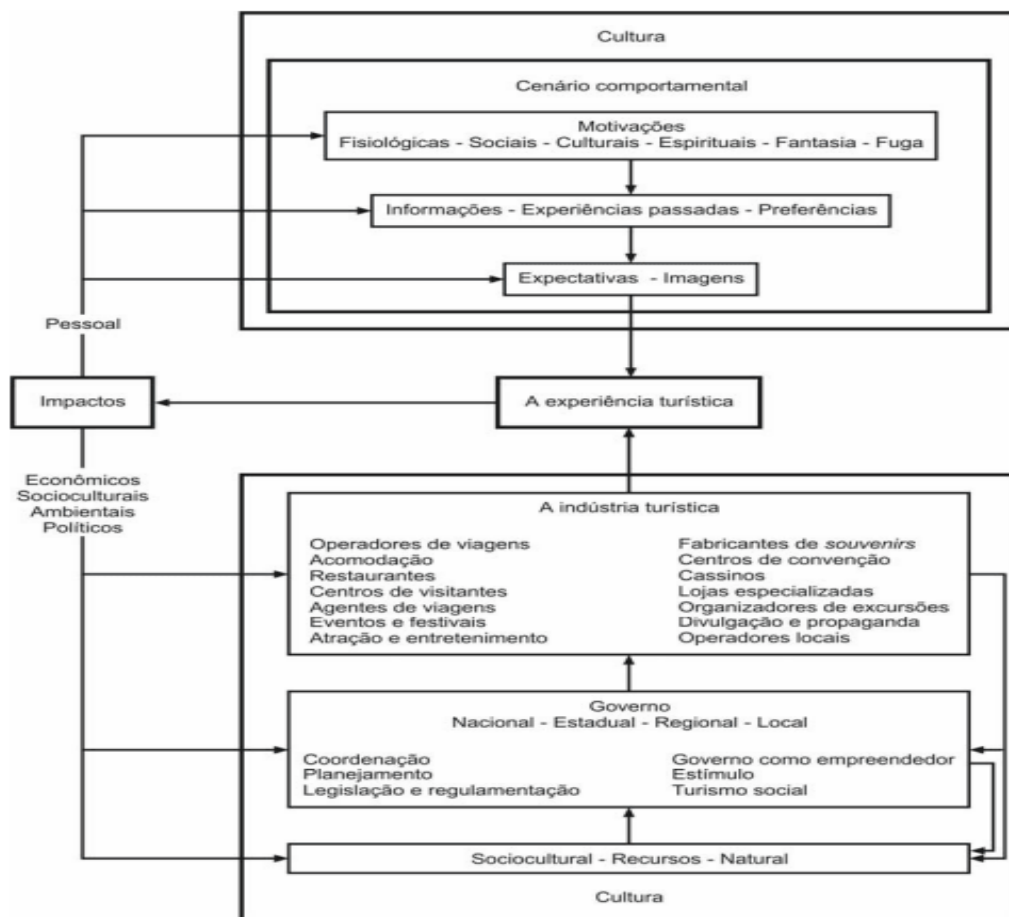 Cultura
Cenário comportamental
Motivações
Fisiológicas - Sociais - Culturais - Espirituais - Fantasia - Fuga
Informações - Experiências passadas - Preferências
Expectativas - Imagens
Pessoal
Impactos
A experiência turística
Econômicos
Socioculturais
Ambientais
Políticos
A indústria turística
Operadores de viagens
Acomodação
Restaurantes
Centros de visitantes
Agentes de viagens
Eventos e festivais
Atração e entretenimento
Fabricantes de souvenirs
Centros de convenção
Cassinos
Lojas especializadas
Organizadores de excursões
Divulgação e propaganda
Operadores locais
Governo
Nacional - Estadual - Regional - Local
Coordenação
Planejamento
Legislação e regulamentação
Governo como empreendedor
Estímulo
Turismo social
Sociocultural - Recursos - Natural
Cultura